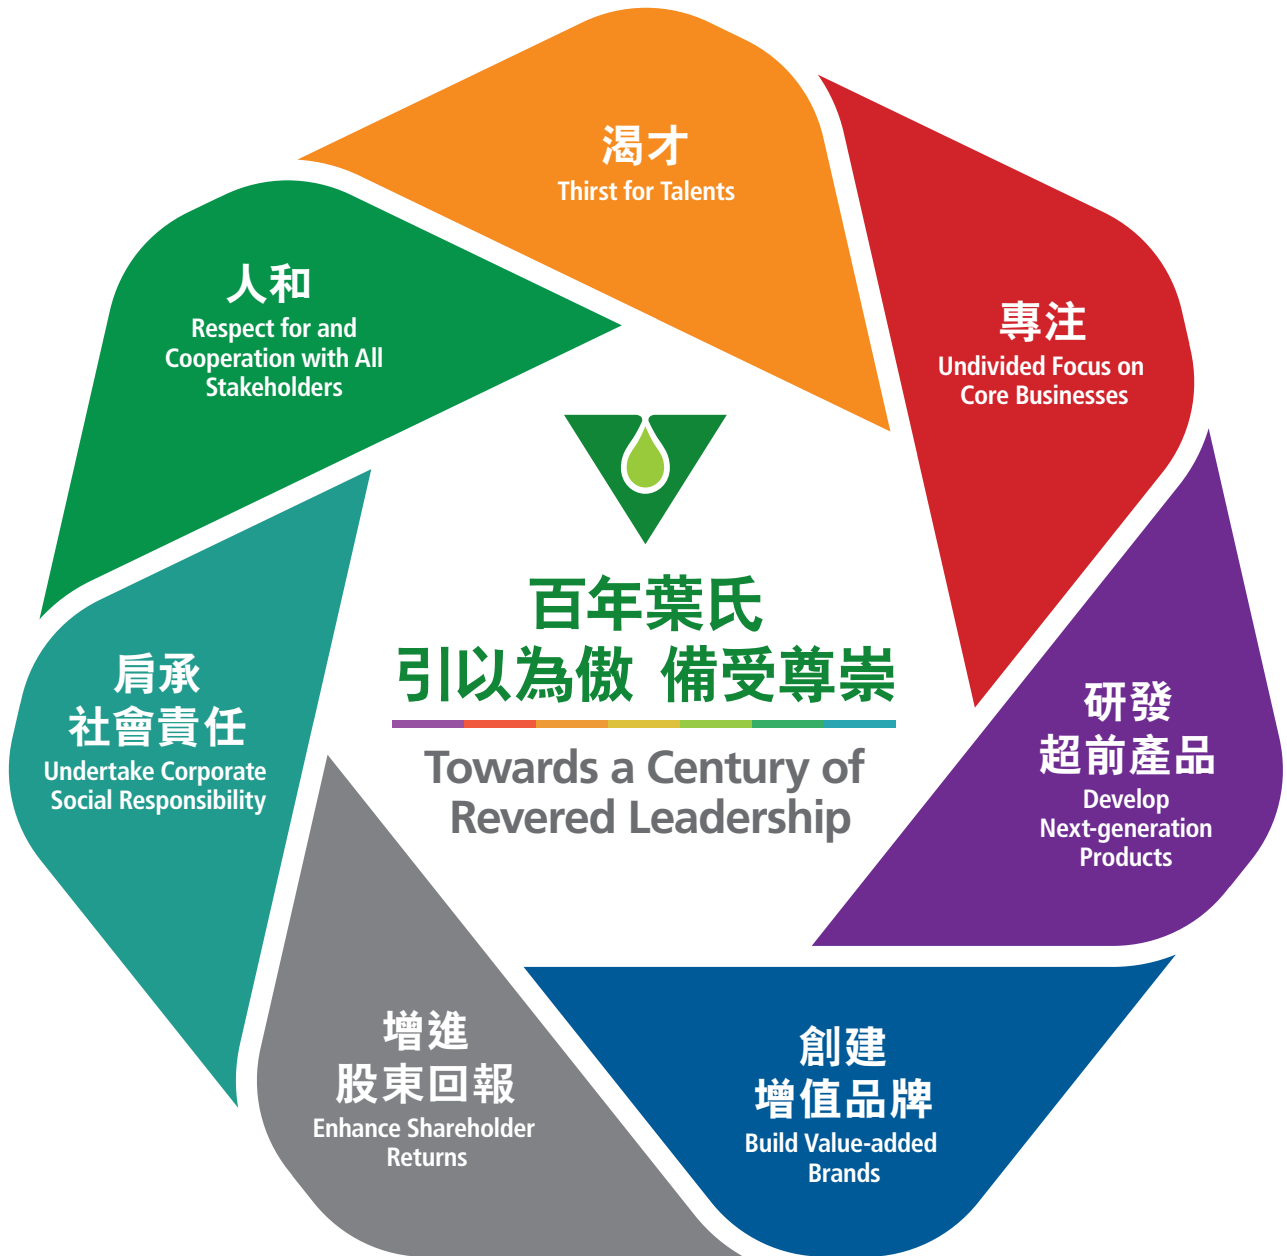 渴才
Thirst for Talents
專注
Undivided Focus on
Core Businesses
研發
超前產品
Develop
Next-generation
Products
創建
增值品牌
Build Value-added
Brands
增進
股東回報
Enhance Shareholder
Returns
肩承
社會責任
Undertake Corporate
Social Responsibility
人和
Respect for and
Cooperation with All
Stakeholders
百年葉氏
引以為傲 備受尊崇
Towards a Century of
Revered Leadership